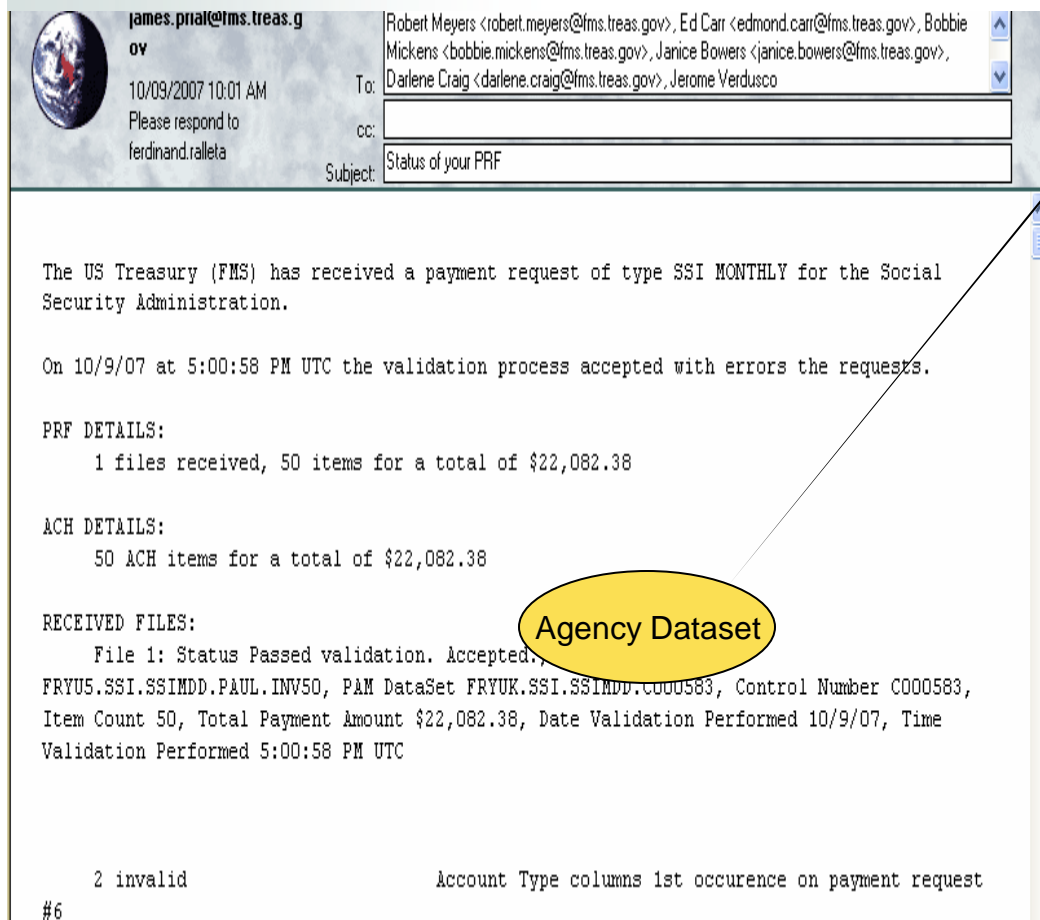 james.prial@fms.treas.g
ov
10/09/2007 10:01 AM
Please respond to
ferdinand.ralleta
To:
Robert Meyers <robert.meyers@fms.treas.gov>, Ed Carr <edmond.carr@fms.treas.gov>, Bobbie
Mickens <bobbie.mickens@fms.treas.gov>, Janice Bowers <janice.bowers@fms.treas.gov>,
Darlene Craig <darlene.craig@fms.treas.gov>, Jerome Verdusco
cc:
Subject: Status of your PRF
The US Treasury (FMS) has received a payment request of type SSI MONTHLY for the Social
Security Administration.
On 10/9/07 at 5:00:58 PM UTC the validation process accepted with errors the requests.
PRF DETAILS:
1 files received, 50 items for a total of $22,082.38
ACH DETAILS:
50 ACH items for a total of $22,082.38
RECEIVED FILES:
Agency Dataset
File 1: Status Passed validation. Accepted.
FRYU5.SSI.SSIMDD.PAUL.INV50, PAM DataSet FRYUK.SSI.SSIMDD.C000583, Control Number C000583,
Item Count 50, Total Payment Amount $22,082.38, Date Validation Performed 10/9/07, Time
Validation Performed 5:00:58 PM UTC
2 invalid Account Type columns 1st occurence on payment request
#6